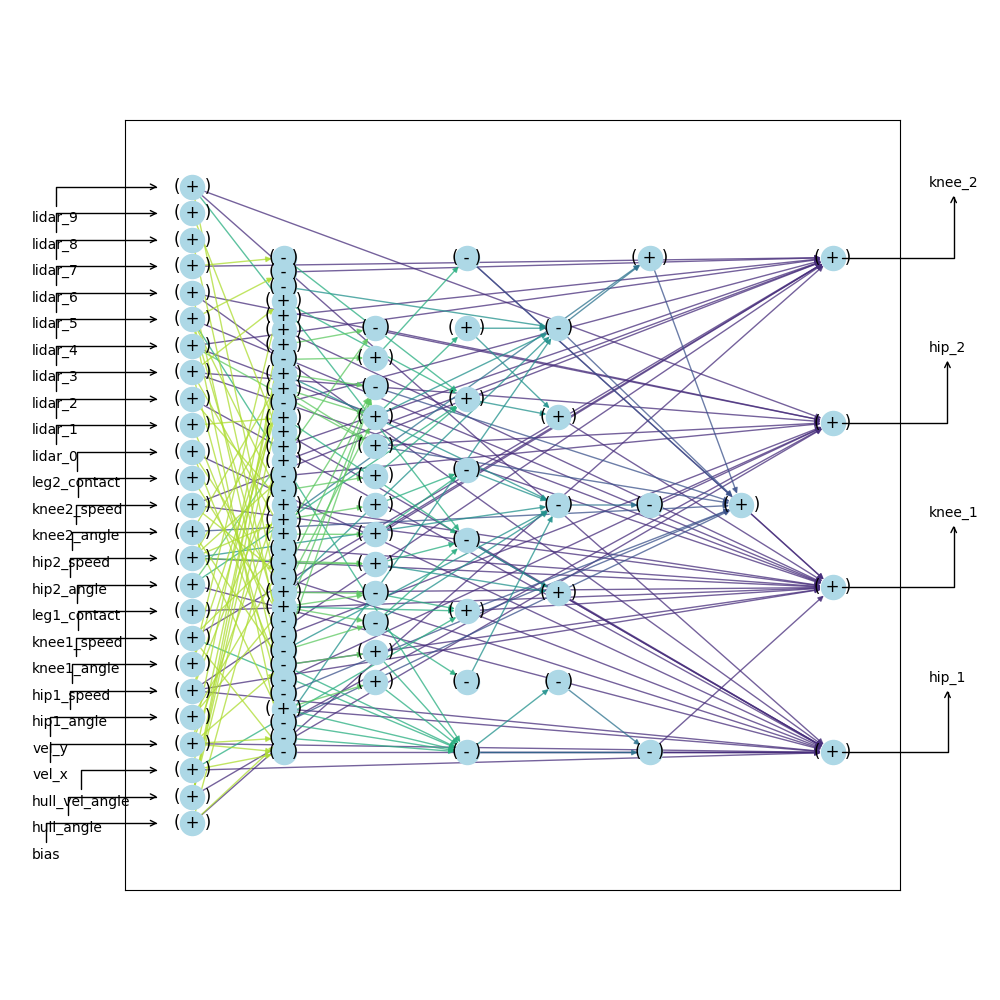 knee_2
lidar_9
lidar_8
lidar_7
lidar_6
lidar_5
lidar_4
hip_2
lidar_3
lidar_2
lidar_1
lidar_0
leg2_contact
knee2_speed
knee_1
knee2_angle
hip2_speed
hip2_angle
leg1_contact
knee1_speed
knee1_angle
hip_1
hip1_speed
hip1_angle
vel_y
vel_x
hull_vel_angle
hull_angle
bias